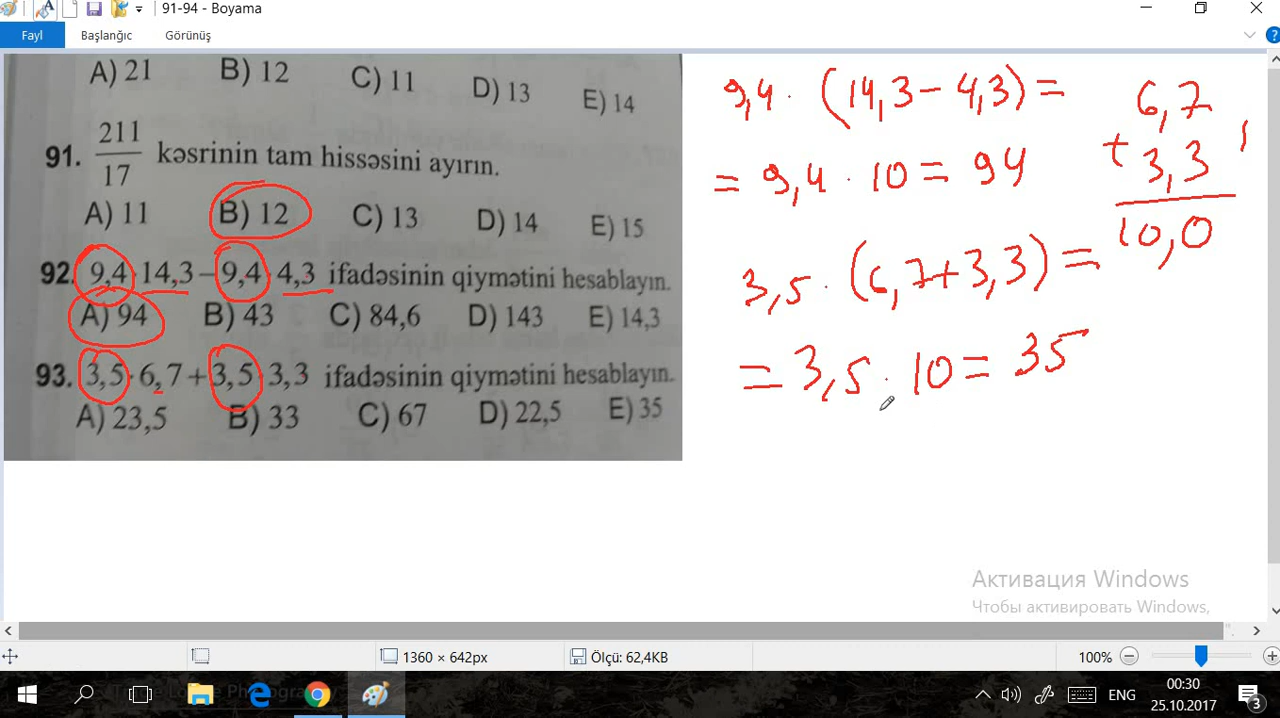 91-94 - Boyama
Fayl Başlanğıc Görünüş
A) 21 B) 12 C) 11 D) 13 E) 14
91. 211/17 kəsrinin tam hissəsini ayırın.
A) 11 B) 12 C) 13 D) 14 E) 15
92. 9,4·14,3−9,4·4,3 ifadəsinin qiymətini hesablayın.
A) 94 B) 43 C) 84,6 D) 143 E) 14,3
93. 3,5·6,7+3,5·3,3 ifadəsinin qiymətini hesablayın.
A) 23,5 B) 33 C) 67 D) 22,5 E) 35
9,4 · (14,3 − 4,3) =
= 9,4 · 10 = 94
6,7
+ 3,3
10,0
3,5 · (6,7+3,3) =
= 3,5 · 10 = 35
Активация Windows
Чтобы активировать Windows,
1360 × 642px Ölçü: 62,4KB 100%
ENG 00:30
25.10.2017 3